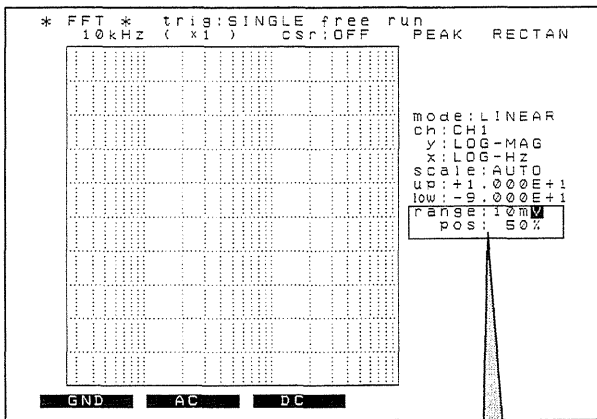 * FFT * trig:SINGLE free run
10kHz ( x1 ) csr:OFF PEAK RECTAN
mode:LINEAR
ch:CH1
y:LOG-MAG
x:LOG-Hz
scale:AUTO
up:+1.000E+1
low:-9.000E+1
range:10mV
pos: 50%
GND AC DC